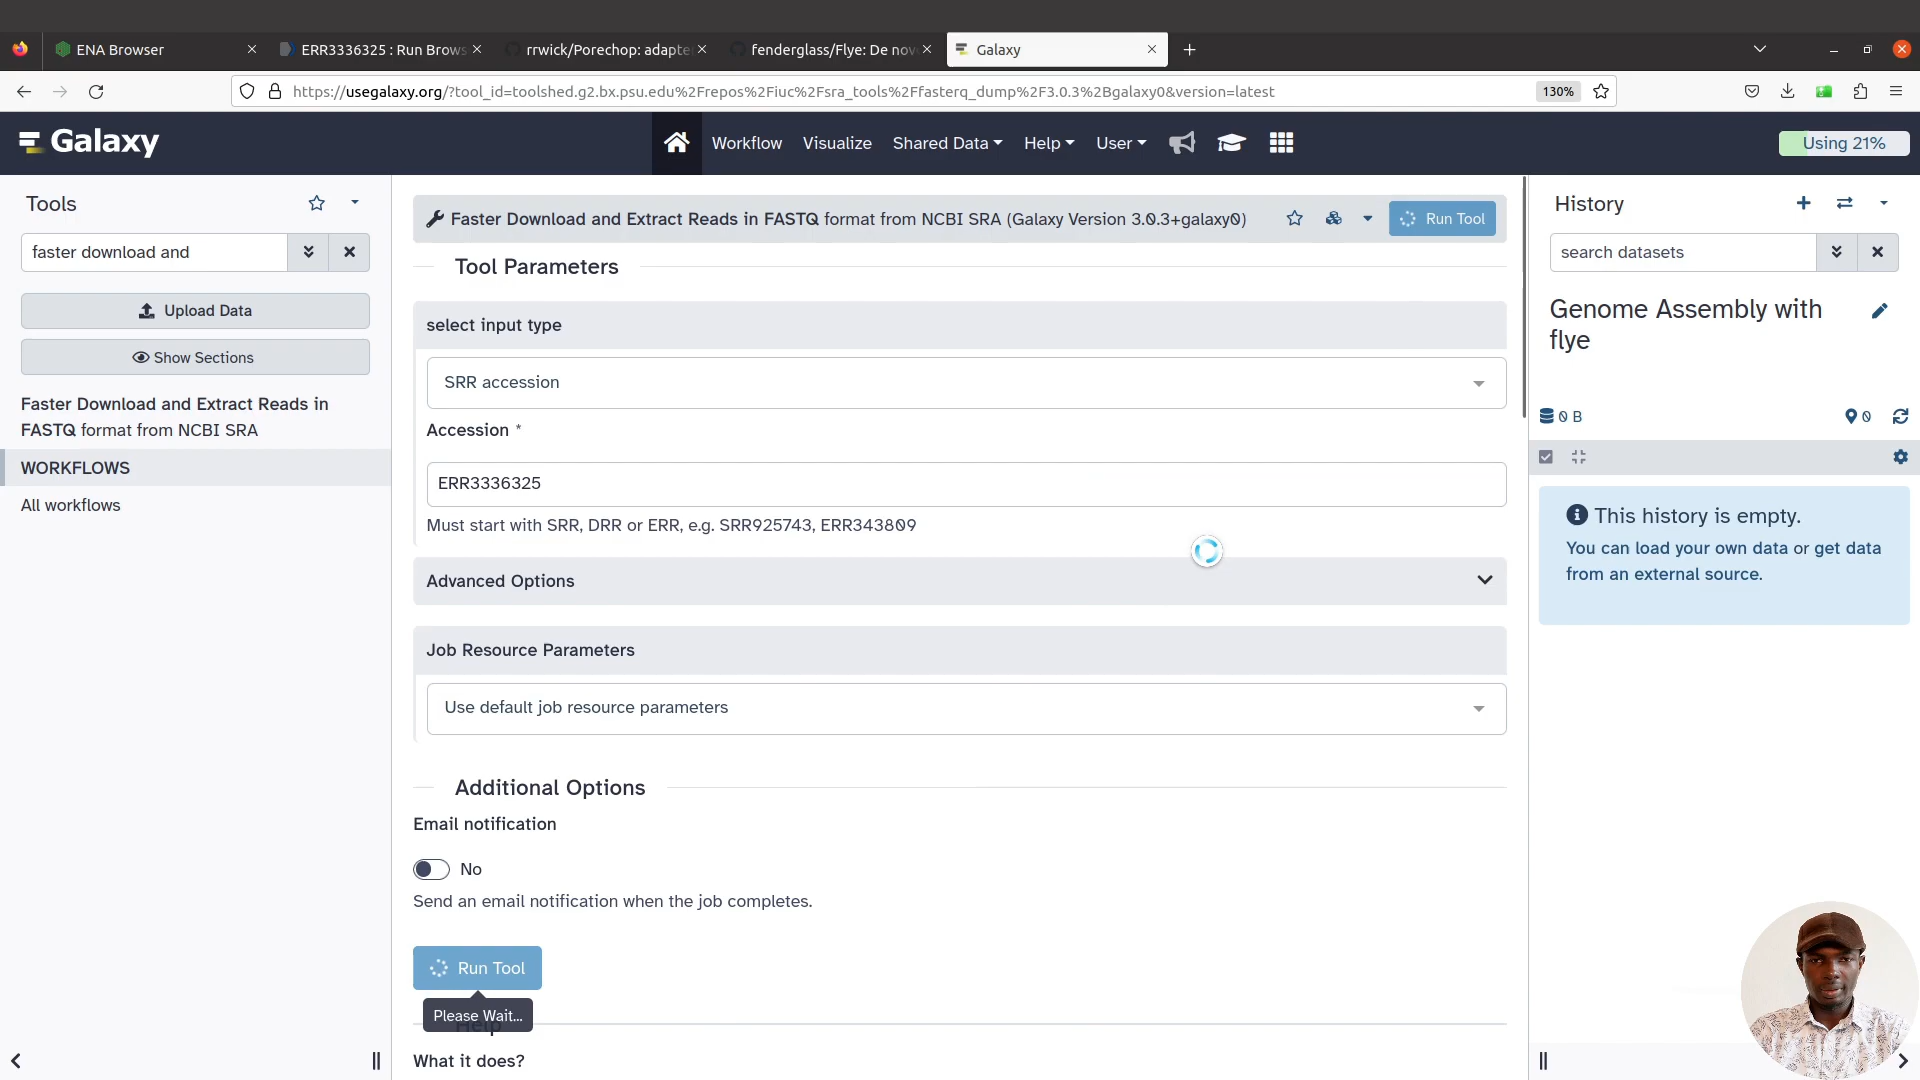 ENA Browser
ERR3336325 : Run Brows
rrwick/Porechop: adapte
fenderglass/Flye: De nov
Galaxy
https://usegalaxy.org/?tool_id=toolshed.g2.bx.psu.edu%2Frepos%2Fiuc%2Fsra_tools%2Ffasterq_dump%2F3.0.3%2Bgalaxy0&version=latest
130%
Galaxy
Workflow
Visualize
Shared Data
Help
User
Using 21%
Tools
faster download and
Upload Data
Show Sections
Faster Download and Extract Reads in
FASTQ format from NCBI SRA
WORKFLOWS
All workflows
Faster Download and Extract Reads in FASTQ format from NCBI SRA (Galaxy Version 3.0.3+galaxy0)
Run Tool
Tool Parameters
select input type
SRR accession
Accession *
ERR3336325
Must start with SRR, DRR or ERR, e.g. SRR925743, ERR343809
Advanced Options
Job Resource Parameters
Use default job resource parameters
Additional Options
Email notification
No
Send an email notification when the job completes.
Run Tool
Please Wait...
Help
What it does?
History
search datasets
Genome Assembly with
flye
0 B
0
This history is empty.
You can load your own data or get data
from an external source.